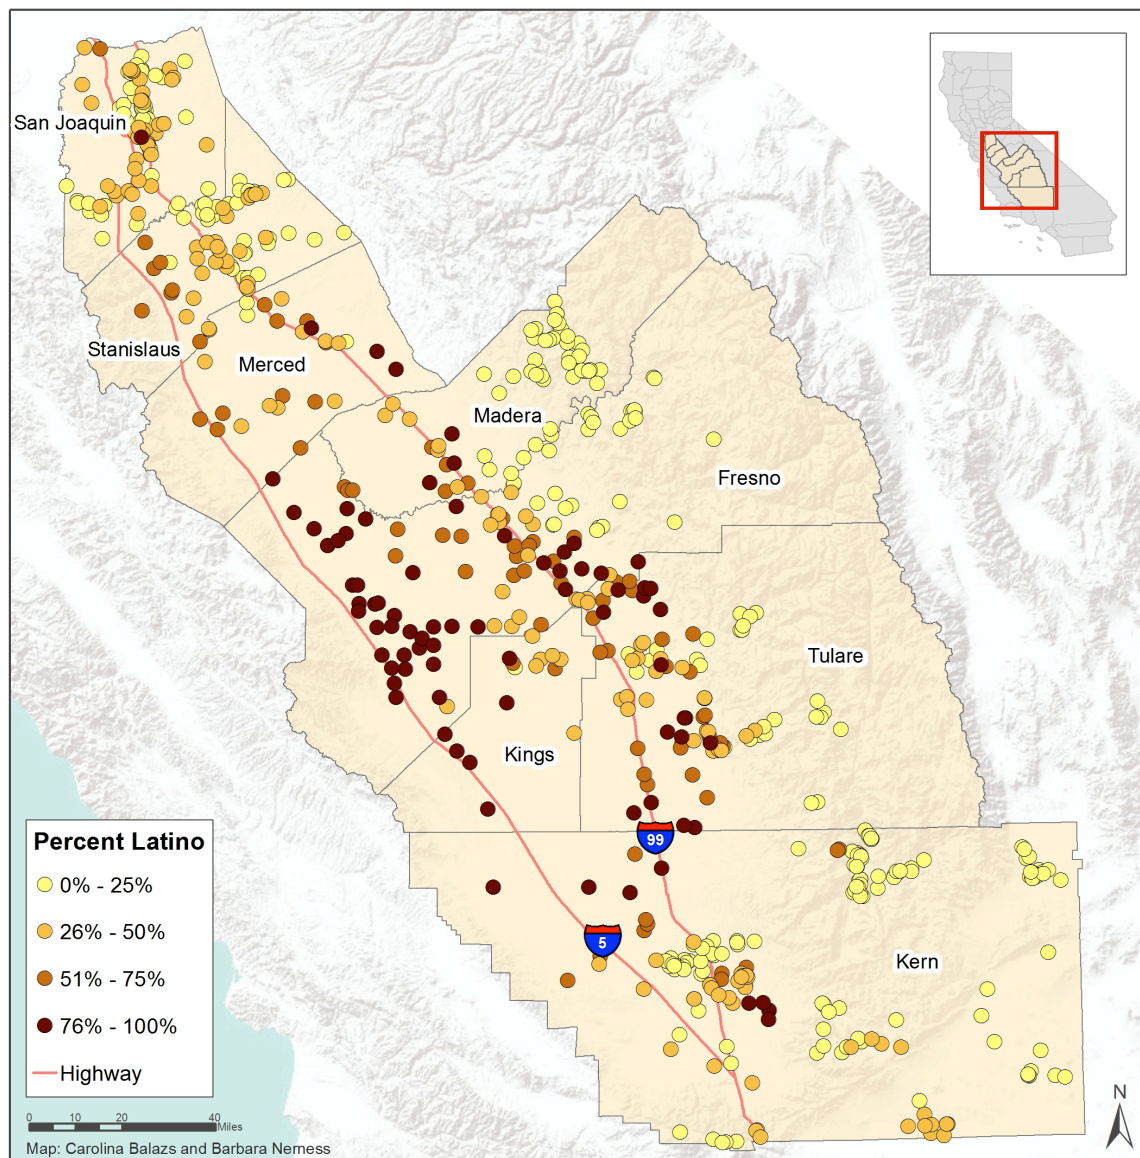 San Joaquin
Stanislaus
Merced
Madera
Fresno
Tulare
Kings
99
5
Kern
Percent Latino
0% - 25%
26% - 50%
51% - 75%
76% - 100%
Highway
0 10 20 40
Miles
Map: Carolina Balazs and Barbara Nerness
N